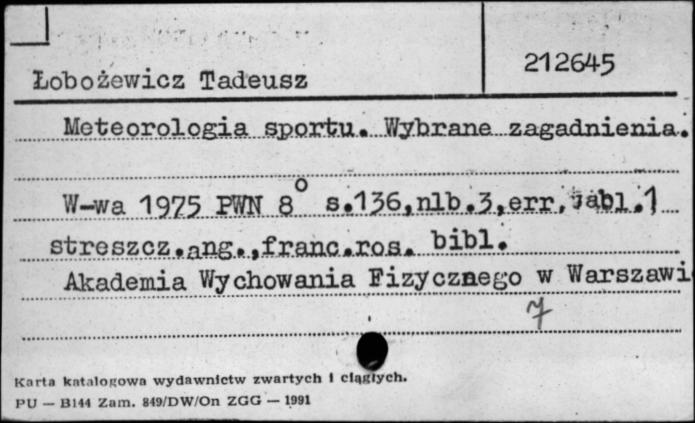 212645
Łobożewicz Tadeusz
Meteorologia sportu. Wybrane zagadnienia.
W-wa 1975 PWN 8° s.136,nlb.3,err, tabl.1
streszcz.ang.,franc.ros. bibl.
Akademia Wychowania Fizycznego w Warszawi
7
Karta katalogowa wydawnictw zwartych i ciągłych.
PU — B144 Zam. 849/DW/On ZGG — 1991